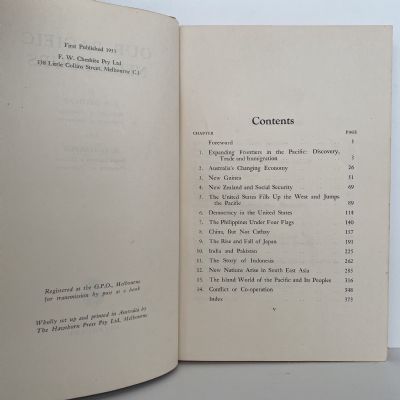 First Published 1953
F. W. Cheshire Pty Ltd
338 Little Collins Street, Melbourne C.1
Registered at the G.P.O., Melbourne
for transmission by post as a book
Wholly set up and printed in Australia by
The Hawthorn Press Pty Ltd, Melbourne
Contents
CHAPTER PAGE
Foreword 1
1. Expanding Frontiers in the Pacific: Discovery,
Trade and Immigration 3
2. Australia's Changing Economy 26
3. New Guinea 51
4. New Zealand and Social Security 69
5. The United States Fills Up the West and Jumps
the Pacific 89
6. Democracy in the United States 114
7. The Philippines Under Four Flags 140
8. China, But Not Cathay 157
9. The Rise and Fall of Japan 191
10. India and Pakistan 225
11. The Story of Indonesia 262
12. New Nations Arise in South East Asia 285
13. The Island World of the Pacific and Its Peoples 316
14. Conflict or Co-operation 348
Index 373
v